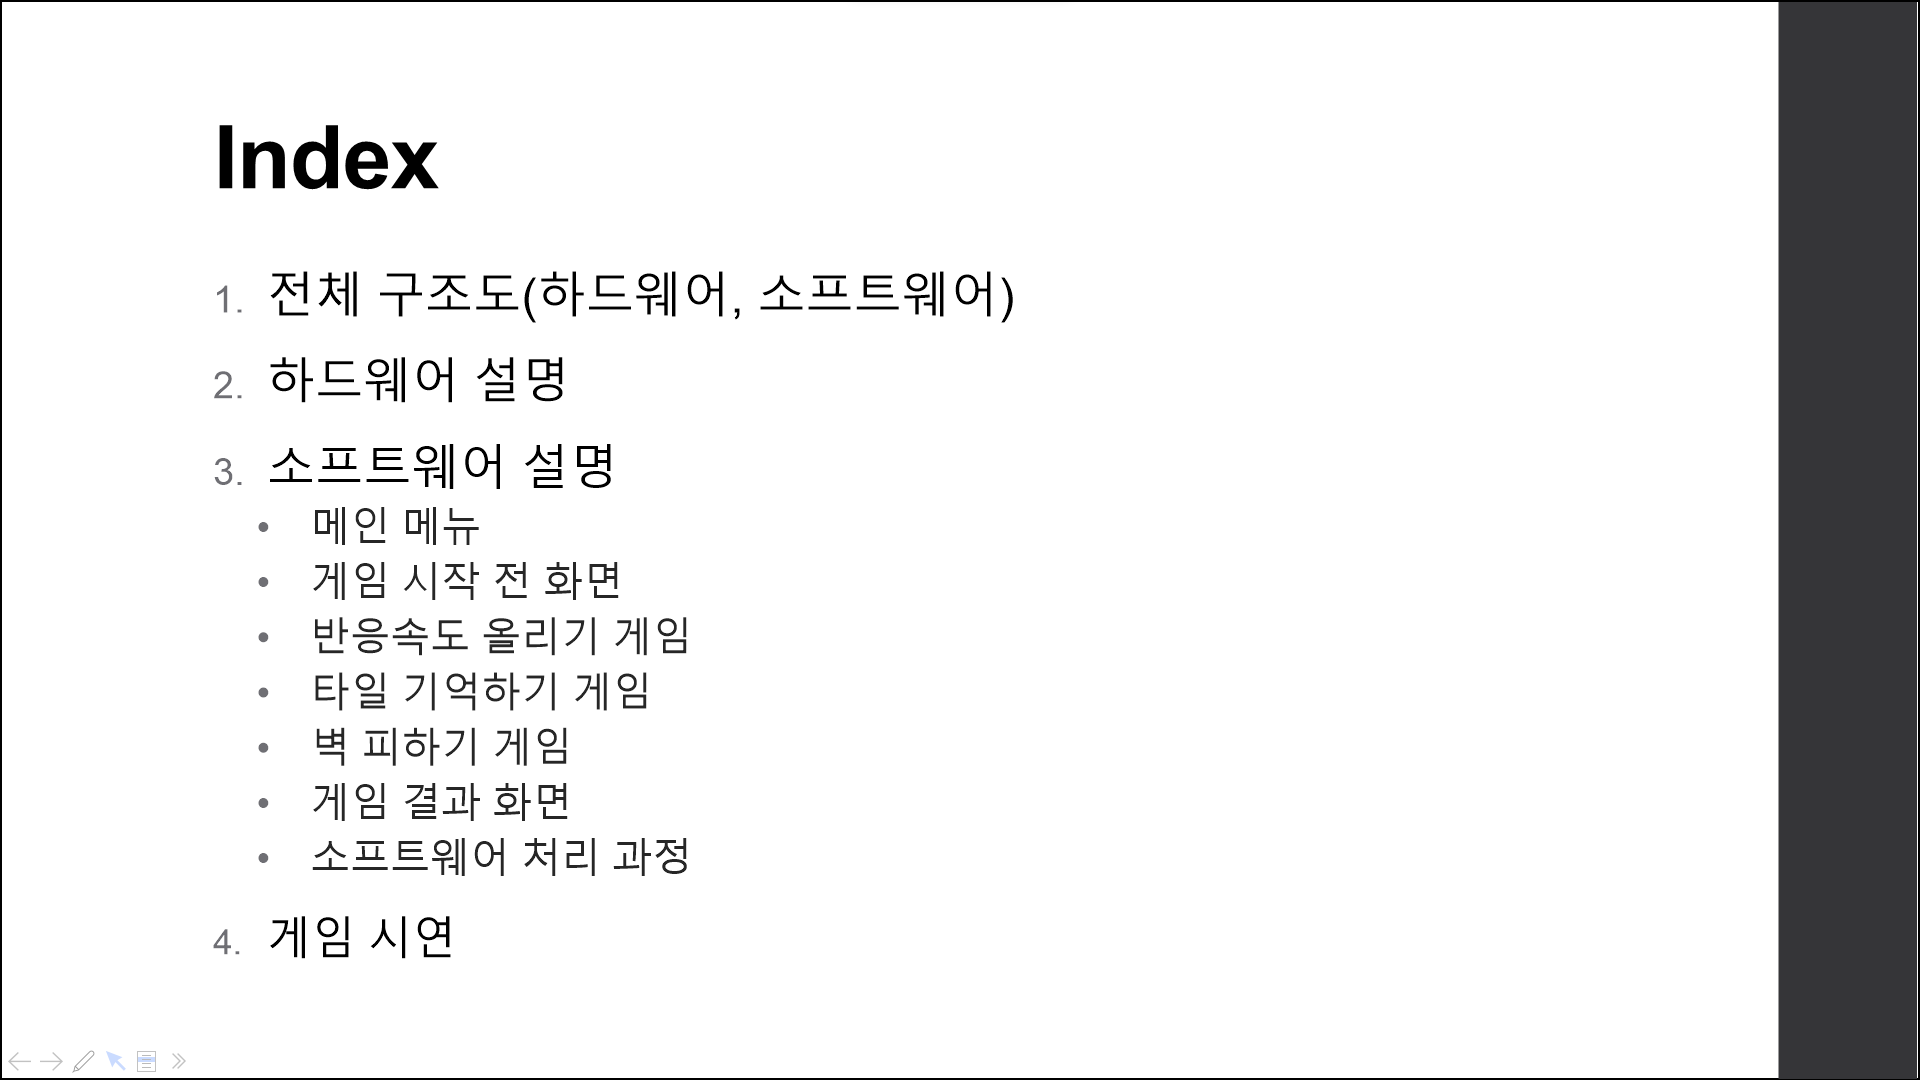 Index
1. 전체 구조도(하드웨어, 소프트웨어)
2. 하드웨어 설명
3. 소프트웨어 설명
• 메인 메뉴
• 게임 시작 전 화면
• 반응속도 올리기 게임
• 타일 기억하기 게임
• 벽 피하기 게임
• 게임 결과 화면
• 소프트웨어 처리 과정
4. 게임 시연